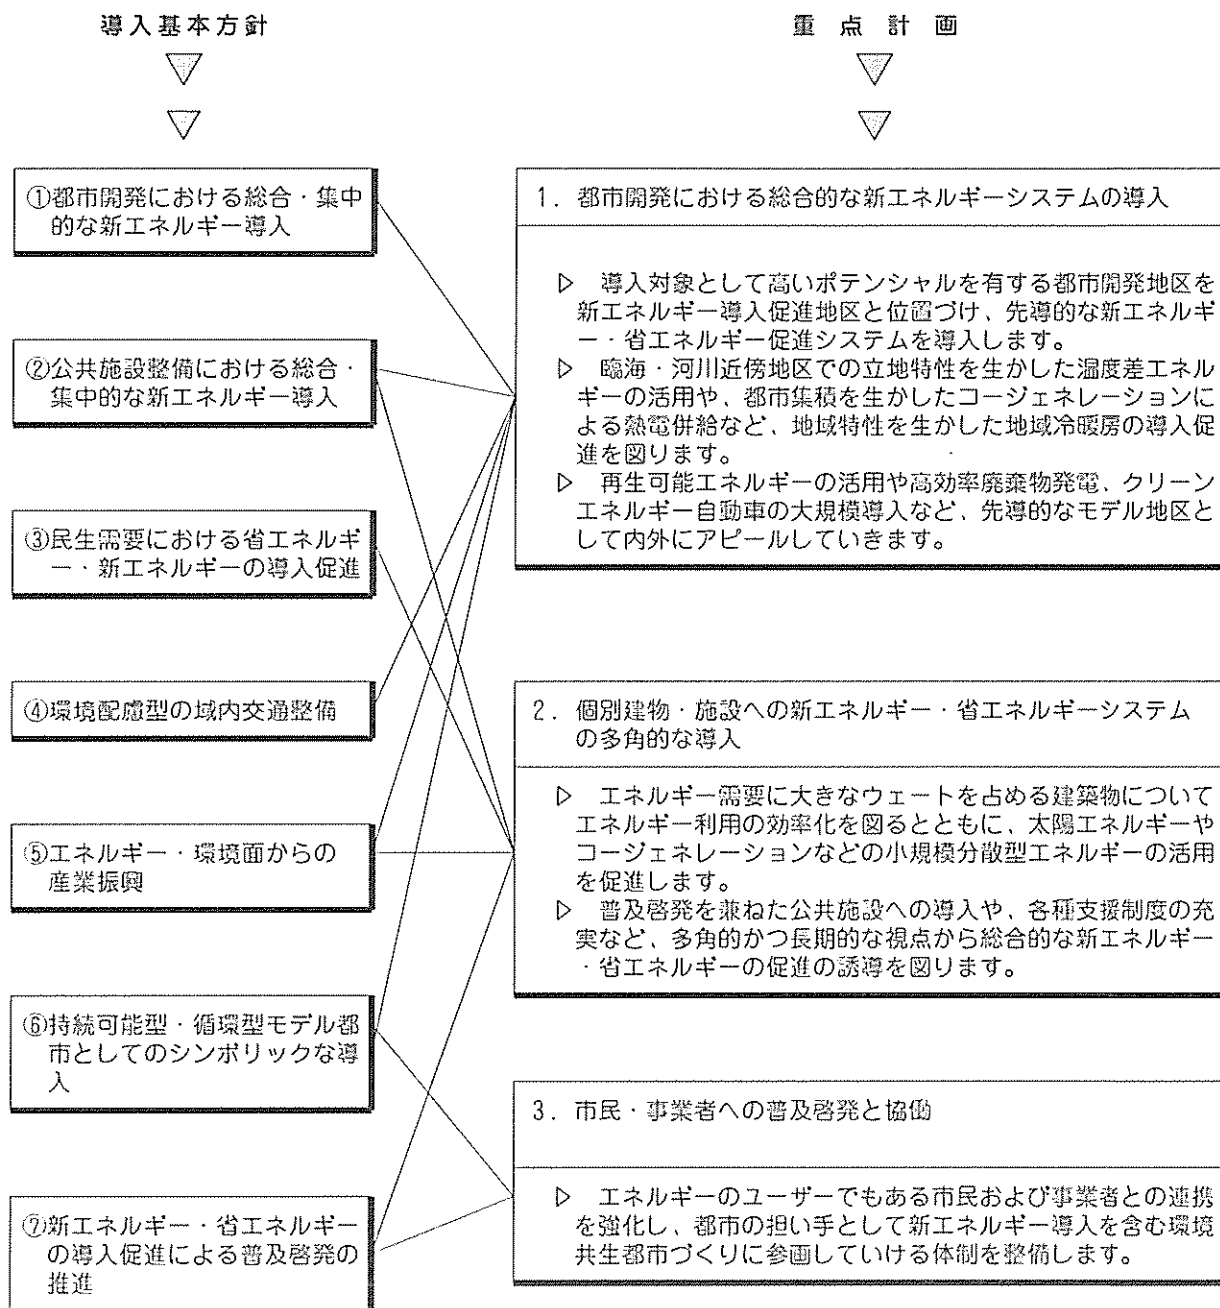 導入基本方針
重点計画
①都市開発における総合・集中
的な新エネルギー導入
②公共施設整備における総合・
集中的な新エネルギー導入
③民生需要における省エネルギ
ー・新エネルギーの導入促進
④環境配慮型の域内交通整備
⑤エネルギー・環境面からの
産業振興
⑥持続可能型・循環型モデル都
市としてのシンボリックな導
入
⑦新エネルギー・省エネルギー
の導入促進による普及啓発の
推進
1. 都市開発における総合的な新エネルギーシステムの導入
▷ 導入対象として高いポテンシャルを有する都市開発地区を
新エネルギー導入促進地区と位置づけ、先導的な新エネルギ
ー・省エネルギー促進システムを導入します。
▷ 臨海・河川近傍地区での立地特性を生かした温度差エネル
ギーの活用や、都市集積を生かしたコージェネレーションに
よる熱電併給など、地域特性を生かした地域冷暖房の導入促
進を図ります。
▷ 再生可能エネルギーの活用や高効率廃棄物発電、クリーン
エネルギー自動車の大規模導入など、先導的なモデル地区と
して内外にアピールしていきます。
2. 個別建物・施設への新エネルギー・省エネルギーシステム
の多角的な導入
▷ エネルギー需要に大きなウェートを占める建築物について
エネルギー利用の効率化を図るとともに、太陽エネルギーや
コージェネレーションなどの小規模分散型エネルギーの活用
を促進します。
▷ 普及啓発を兼ねた公共施設への導入や、各種支援制度の充
実など、多角的かつ長期的な視点から総合的な新エネルギー
・省エネルギーの促進の誘導を図ります。
3. 市民・事業者への普及啓発と協働
▷ エネルギーのユーザーでもある市民および事業者との連携
を強化し、都市の担い手として新エネルギー導入を含む環境
共生都市づくりに参画していける体制を整備します。